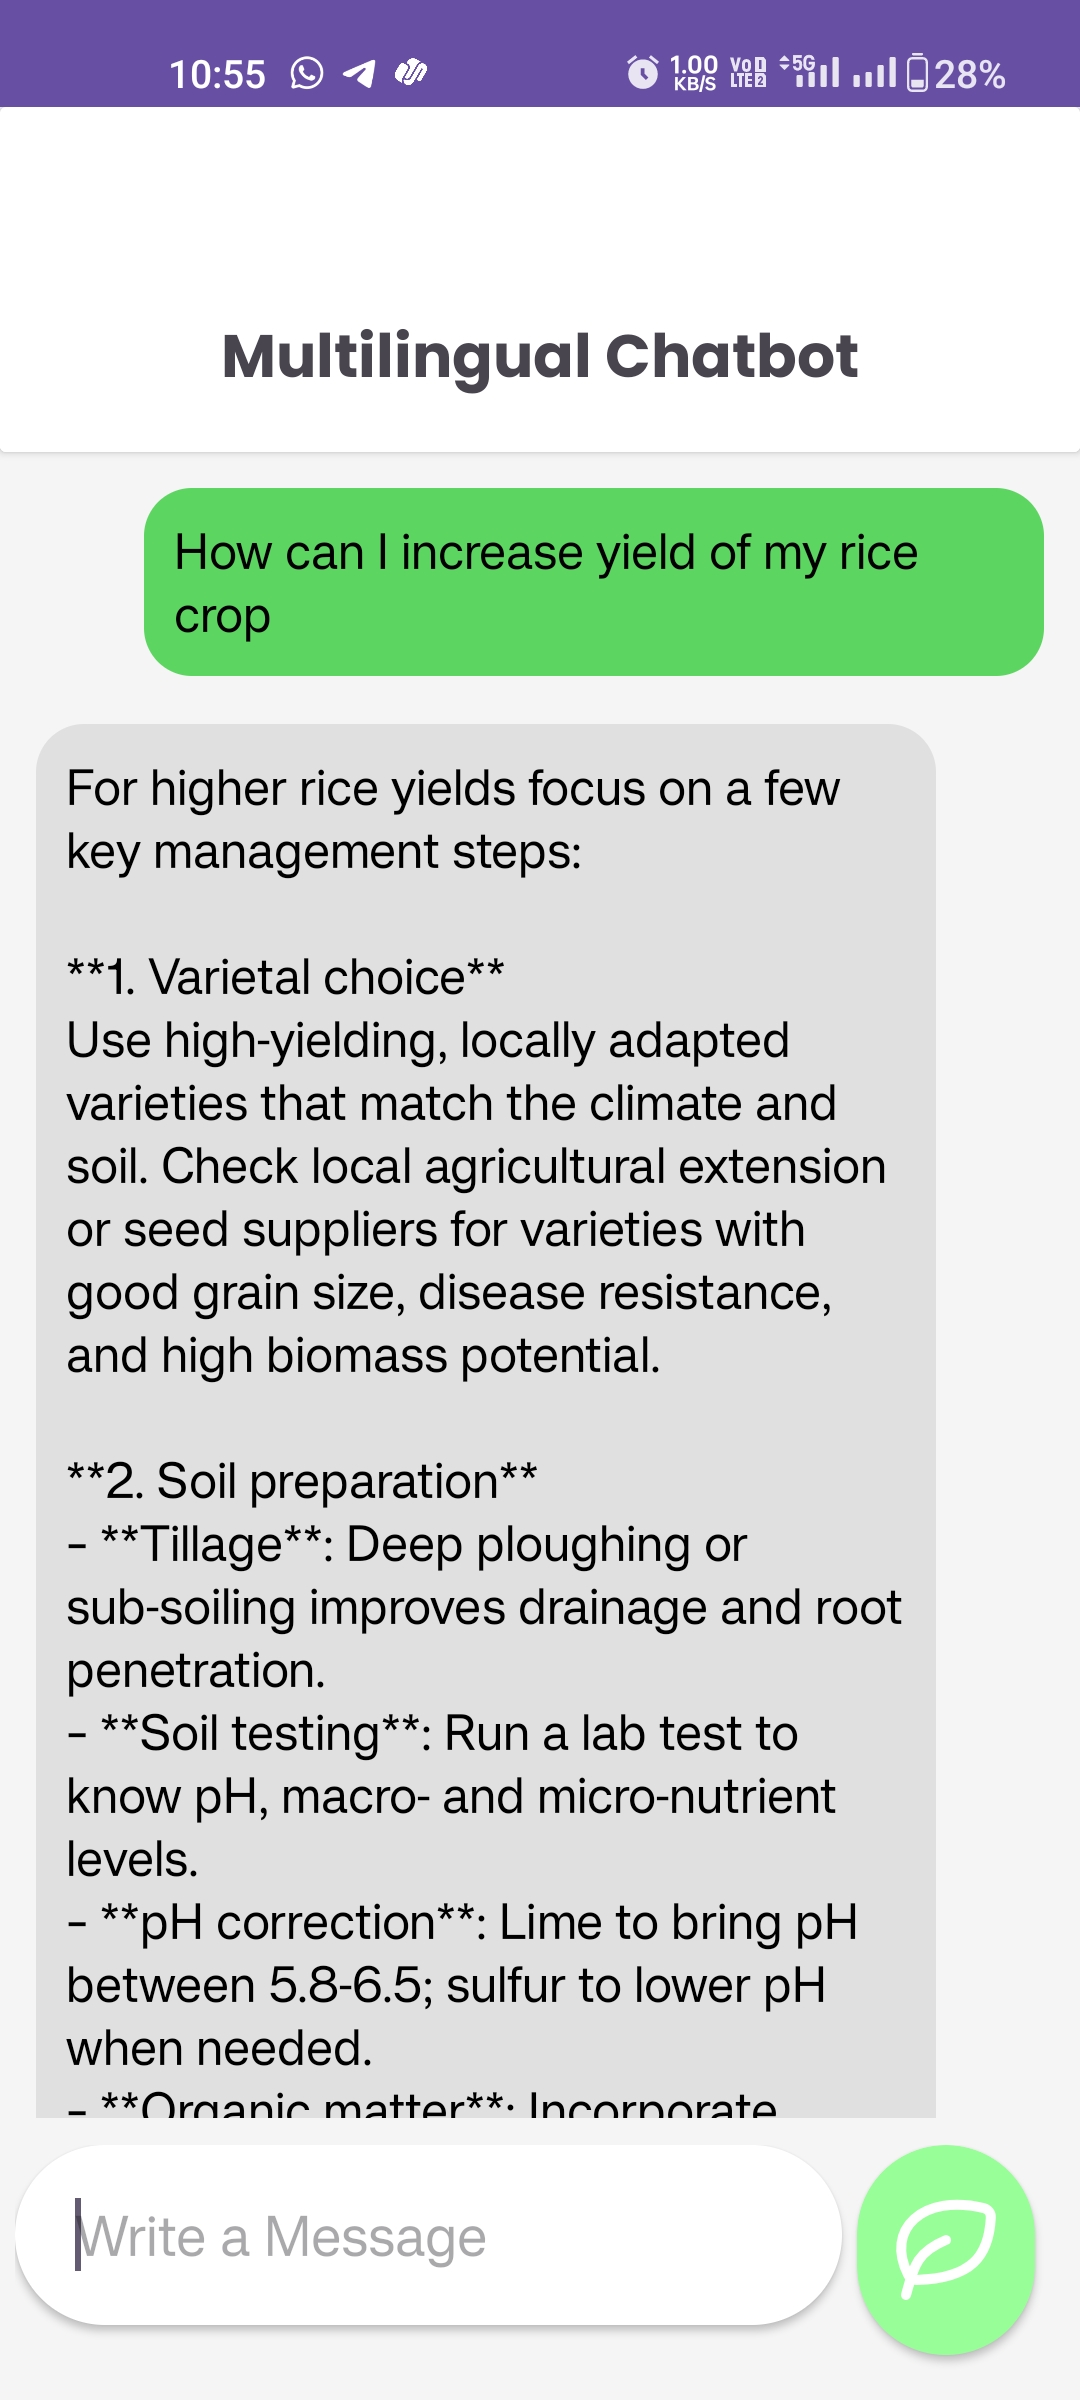 10:55
1.00
KB/S
Vo
LTE 2
5G
28%
Multilingual Chatbot
How can I increase yield of my rice
crop
For higher rice yields focus on a few
key management steps:
**1. Varietal choice**
Use high-yielding, locally adapted
varieties that match the climate and
soil. Check local agricultural extension
or seed suppliers for varieties with
good grain size, disease resistance,
and high biomass potential.
**2. Soil preparation**
- **Tillage**: Deep ploughing or
sub-soiling improves drainage and root
penetration.
- **Soil testing**: Run a lab test to
know pH, macro- and micro-nutrient
levels.
- **pH correction**: Lime to bring pH
between 5.8-6.5; sulfur to lower pH
when needed.
- **Organic matter**: Incorporate
Write a Message